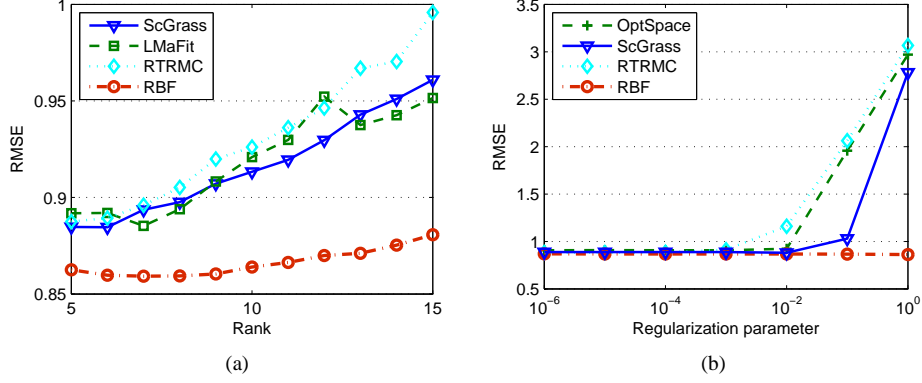 1
0.95
0.9
0.85
RMSE
5
10
15
Rank
ScGrass
LMaFit
RTRMC
RBF
(a)
3.5
3
2.5
2
1.5
1
0.5
RMSE
10^-6
10^-4
10^-2
10^0
Regularization parameter
OptSpace
ScGrass
RTRMC
RBF
(b)